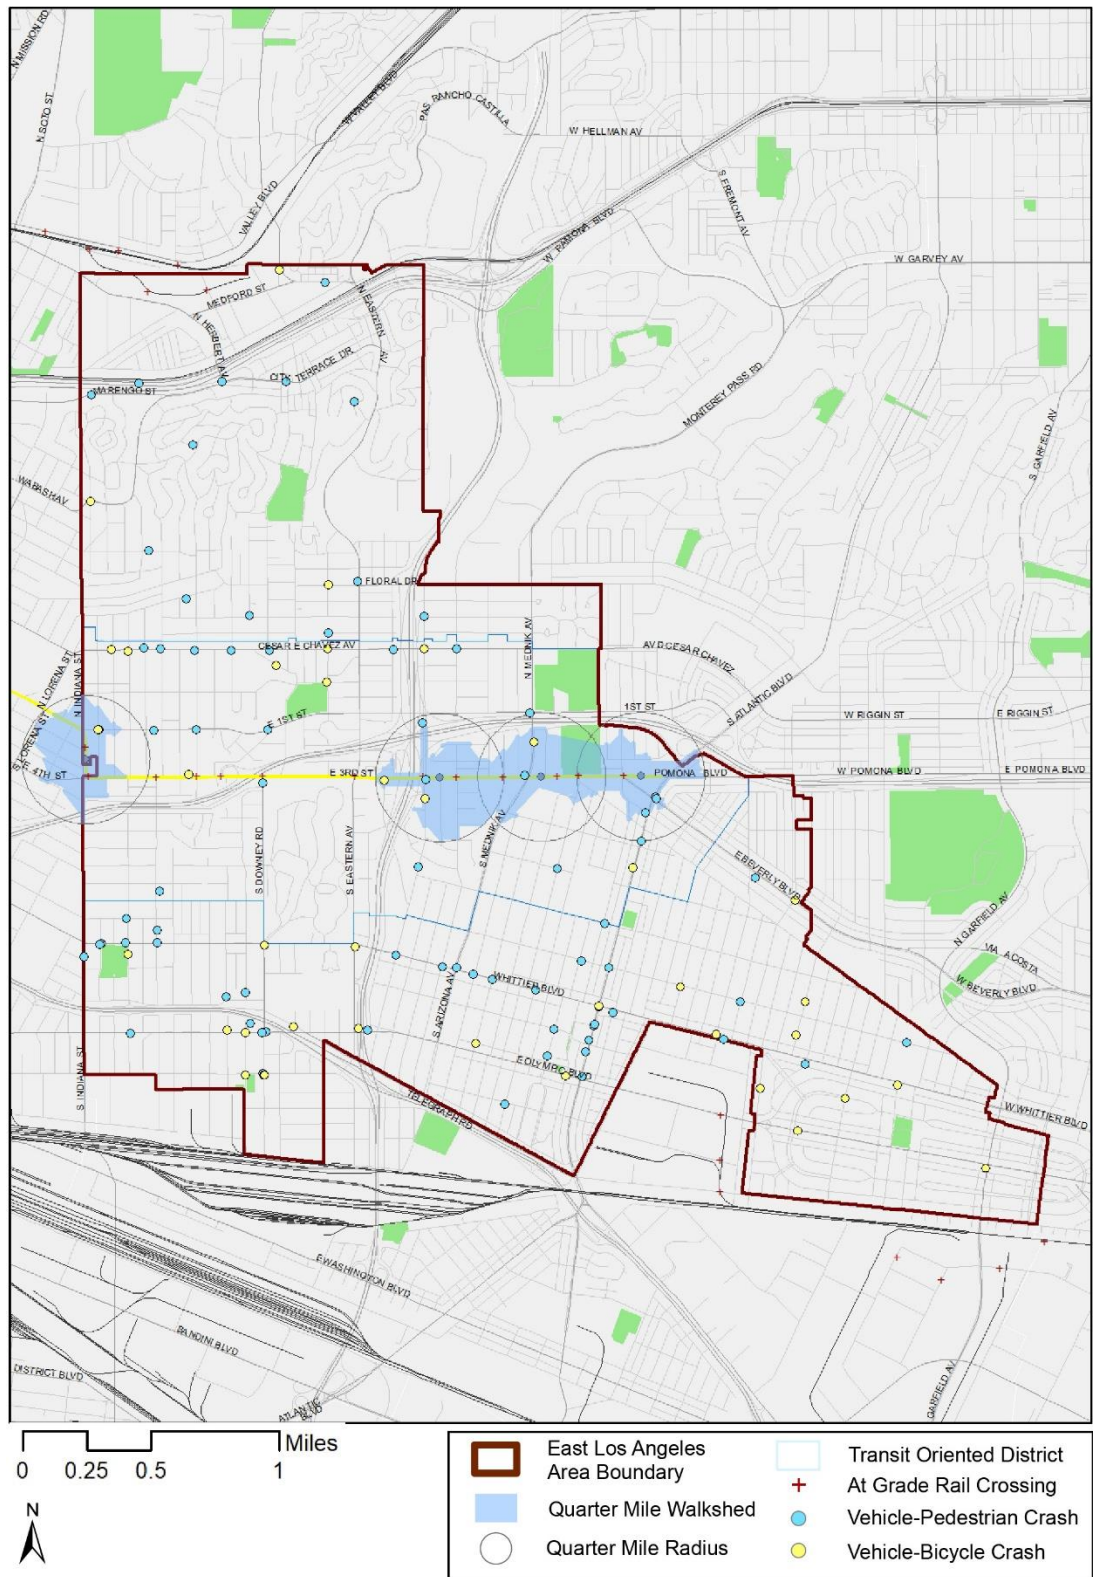 N MISSION RD
N SOTO ST
W VALLEY BLVD
PAS RANCHO CASTILLA
W HELLMAN AV
S FREMONT AV
VALLEY BLVD
W RAMONA BLVD
W GARVEY AV
MEDFORD ST
N HERBERT AV
N EASTERN AV
CITY TERRACE DR
MARENGO ST
MONTEREY PASS RD
S GARFIELD AV
WABASH AV
FLORAL DR
CESAR E CHAVEZ AV
N MEDNIK AV
AV D CESAR CHAVEZ
N LORENA ST
N INDIANA ST
S ATLANTIC BLVD
E 1ST ST
1ST ST
W RIGGIN ST
E RIGGIN ST
S LORENA ST
E 4TH ST
E 3RD ST
POMONA BLVD
W POMONA BLVD
E POMONA BLVD
S MEDNIK AV
S DOWNEY RD
S EASTERN AV
E BEVERLY BLVD
N GARFIELD AV
VIA ACOSTA
W BEVERLY BLVD
WHITTIER BLVD
S ARIZONA AV
S INDIANA ST
E OLYMPIC BLVD
TELEGRAPH RD
W WHITTIER BLVD
E WASHINGTON BLVD
BANDINI BLVD
DISTRICT BLVD
ATLANTIC BLVD
GARFIELD AV
Miles
0 0.25 0.5 1
N
East Los Angeles
Area Boundary
Quarter Mile Walkshed
Quarter Mile Radius
Transit Oriented District
At Grade Rail Crossing
Vehicle-Pedestrian Crash
Vehicle-Bicycle Crash